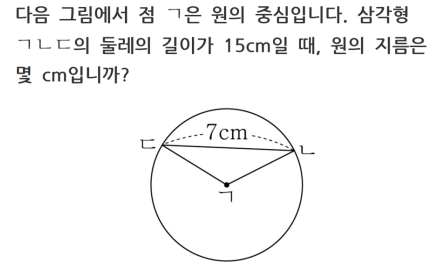 다음 그림에서 점 ㄱ은 원의 중심입니다. 삼각형
ㄱㄴㄷ의 둘레의 길이가 15cm일 때, 원의 지름은
몇 cm입니까?
7cm
ㄷ
ㄴ
ㄱ